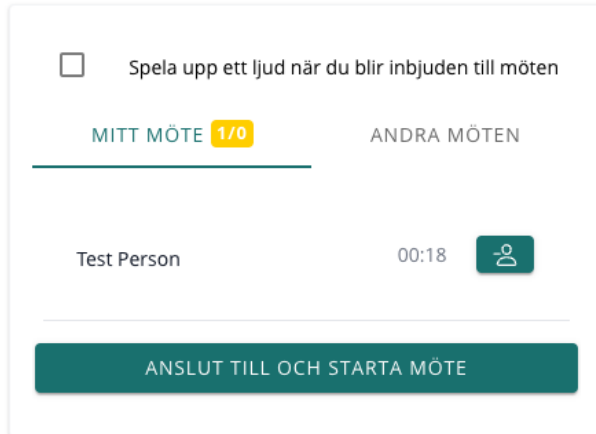 Spela upp ett ljud när du blir inbjuden till möten
MITT MÖTE 1/0 ANDRA MÖTEN
Test Person 00:18
ANSLUT TILL OCH STARTA MÖTE